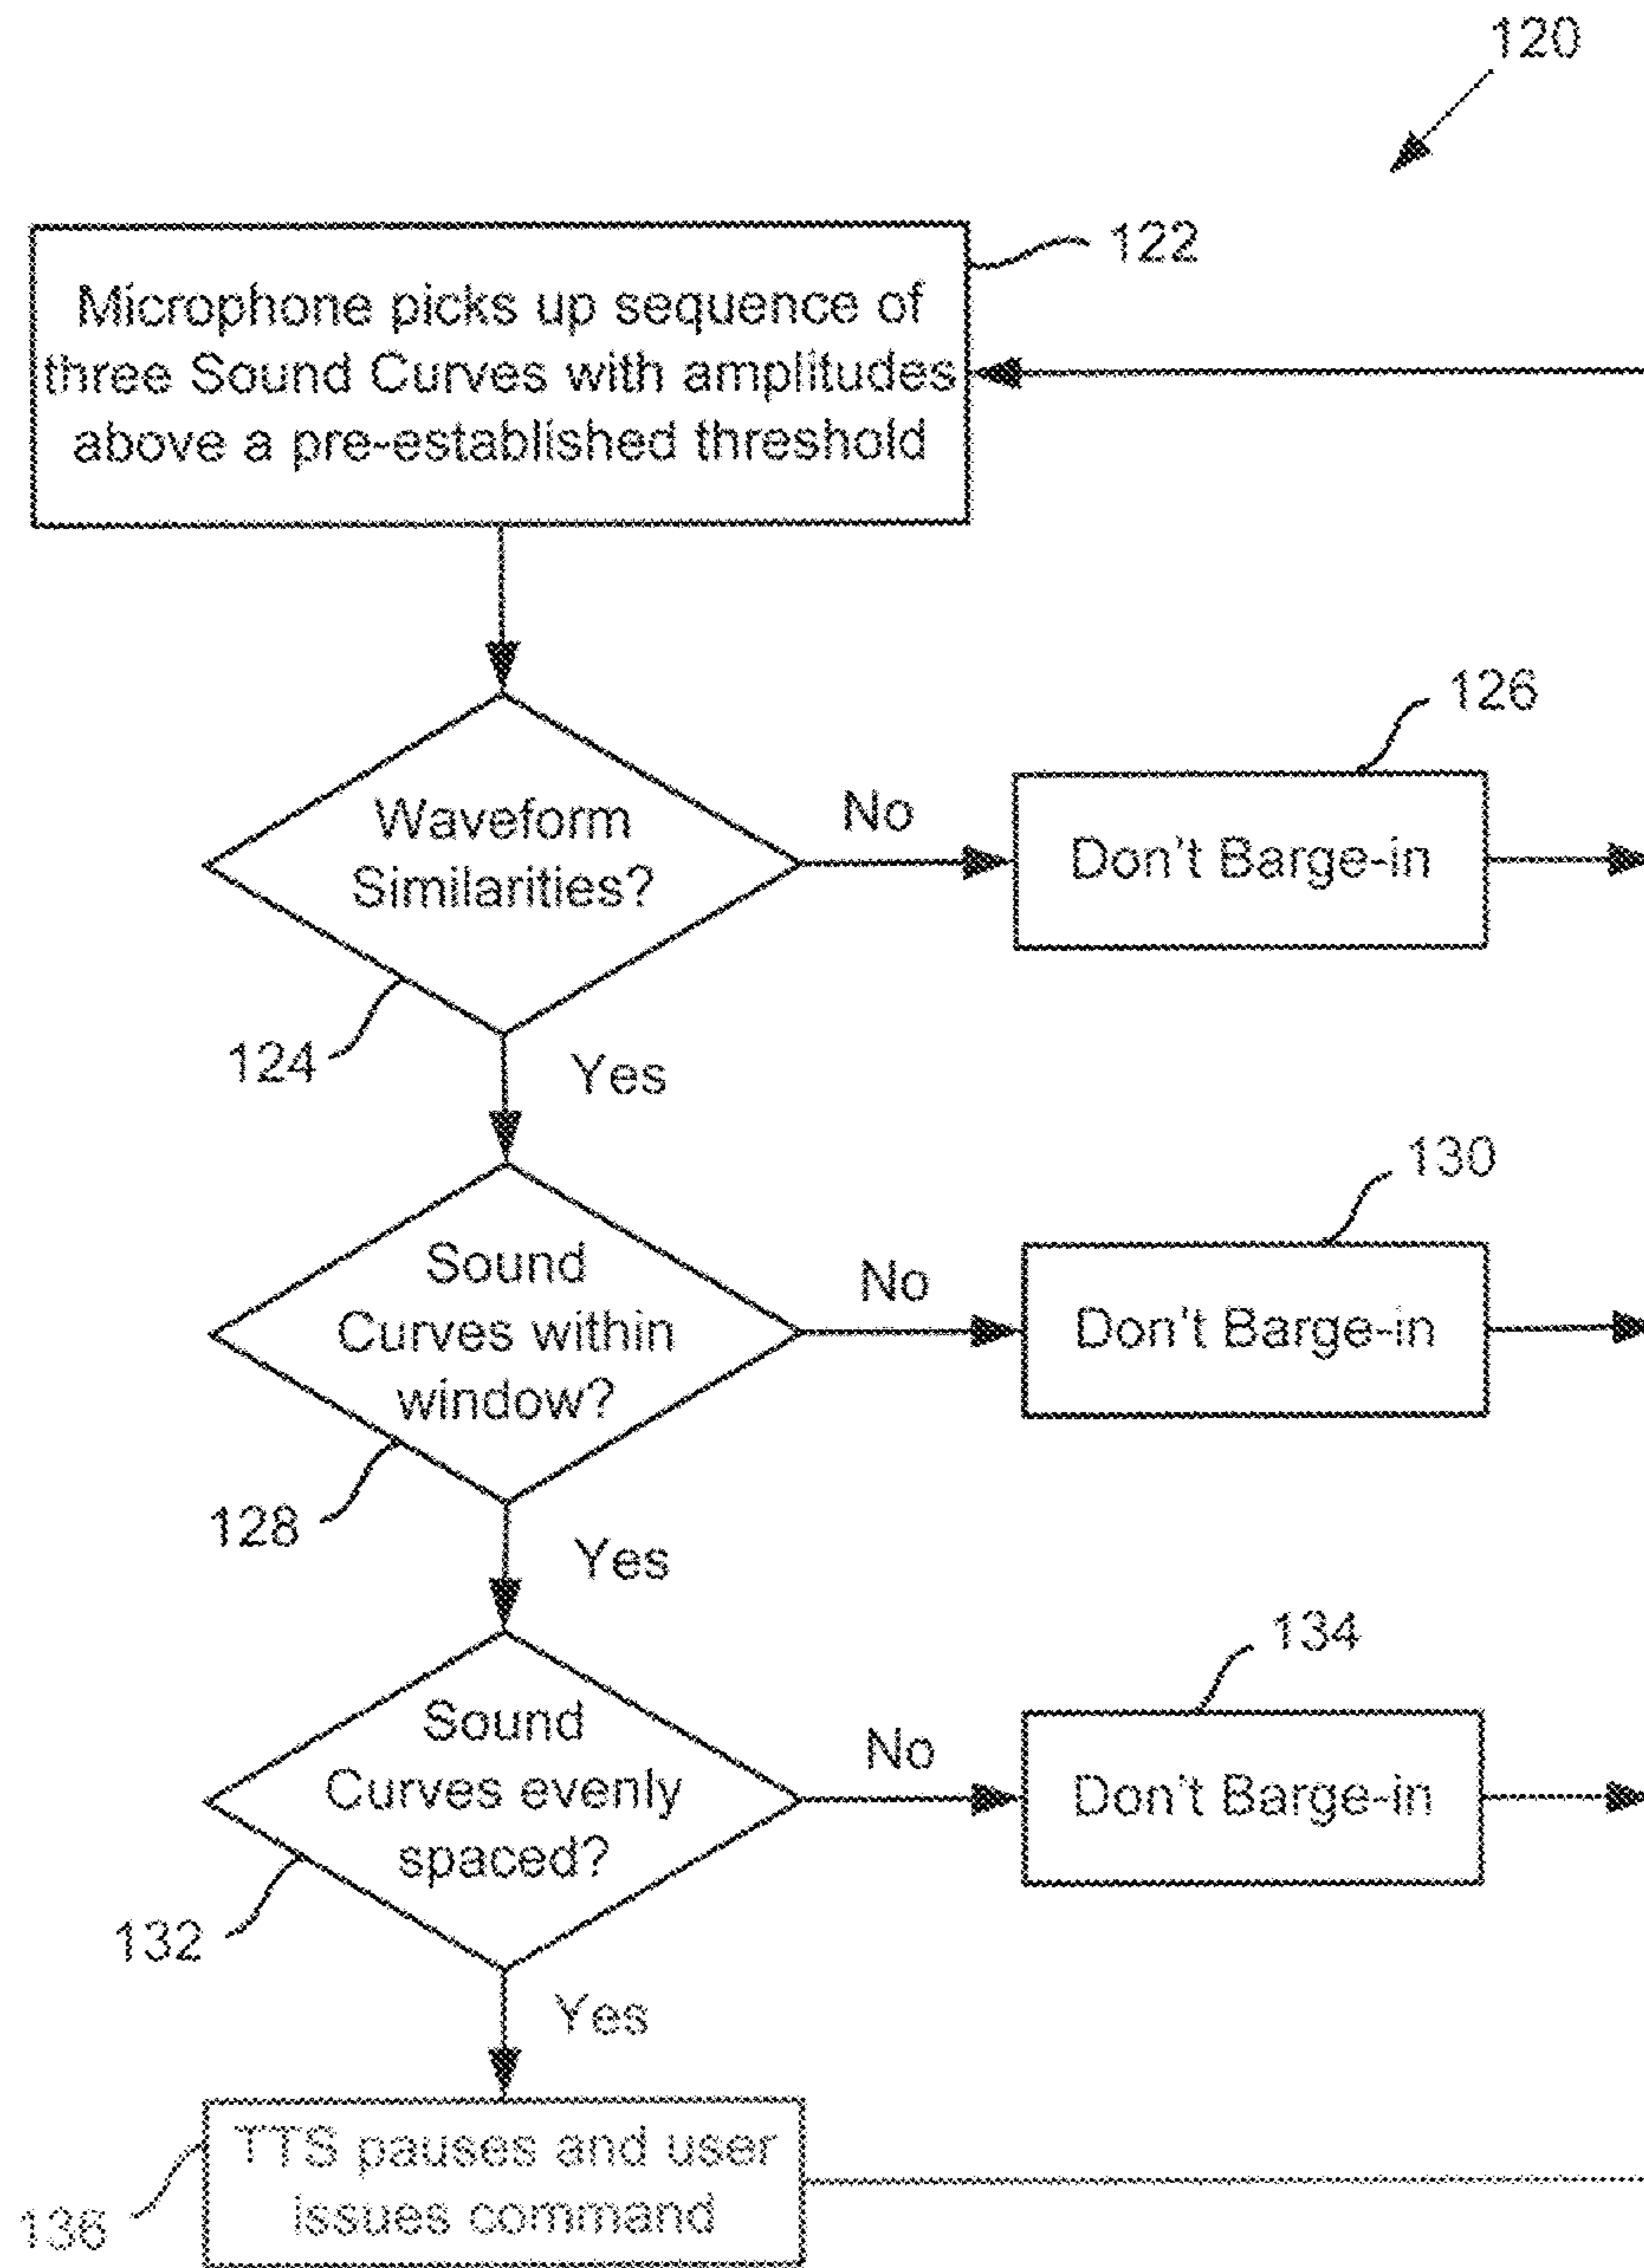 120
122
Microphone picks up sequence of
three Sound Curves with amplitudes
above a pre-established threshold
126
Waveform
Similarities?
No
Don't Barge-in
124
Yes
130
Sound
Curves within
window?
No
Don't Barge-in
128
Yes
134
Sound
Curves evenly
spaced?
No
Don't Barge-in
132
Yes
TTS pauses and user
issues command
136